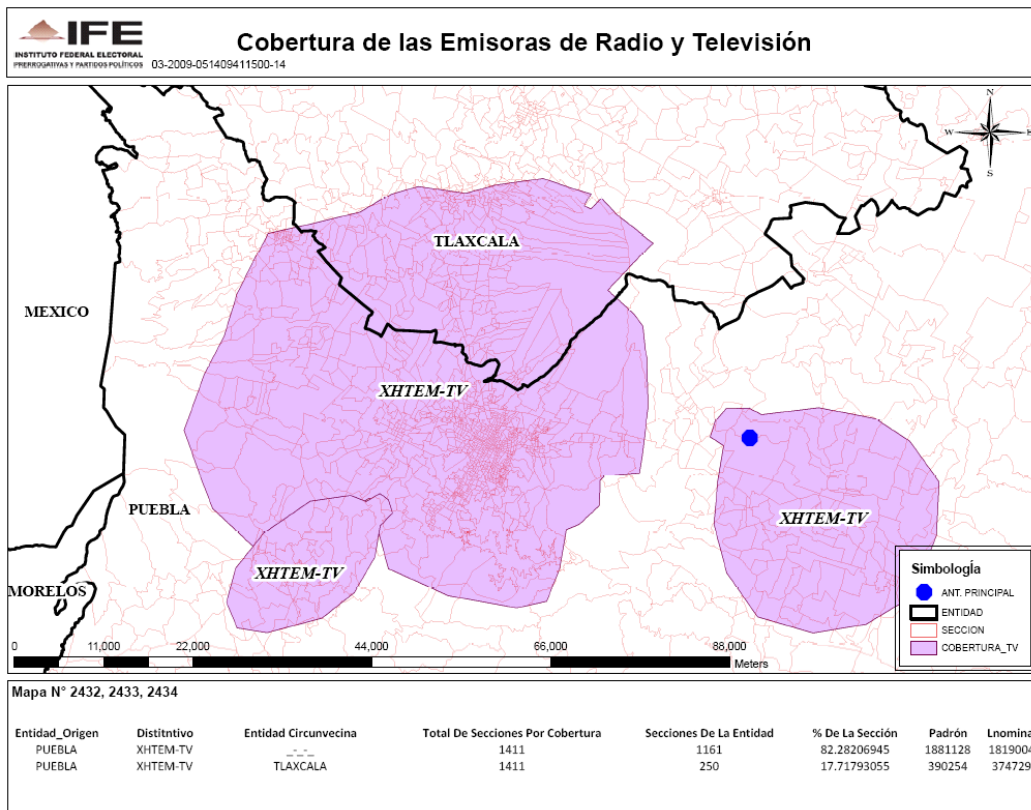 IFE
INSTITUTO FEDERAL ELECTORAL
PRERROGATIVAS Y PARTIDOS POLÍTICOS
Cobertura de las Emisoras de Radio y Televisión
03-2009-051409411500-14
N
W E
S
TLAXCALA
MEXICO
XHTEM-TV
PUEBLA
XHTEM-TV
XHTEM-TV
MORELOS
Simbología
ANT. PRINCIPAL
ENTIDAD
SECCION
COBERTURA_TV
0 11,000 22,000 44,000 66,000 88,000
Meters
Mapa N° 2432, 2433, 2434
Entidad_Origen Distitntivo Entidad Circunvecina Total De Secciones Por Cobertura Secciones De La Entidad % De La Sección Padrón Lnomina
PUEBLA XHTEM-TV _-_-_ 1411 1161 82.28206945 1881128 1819004
PUEBLA XHTEM-TV TLAXCALA 1411 250 17.71793055 390254 374729